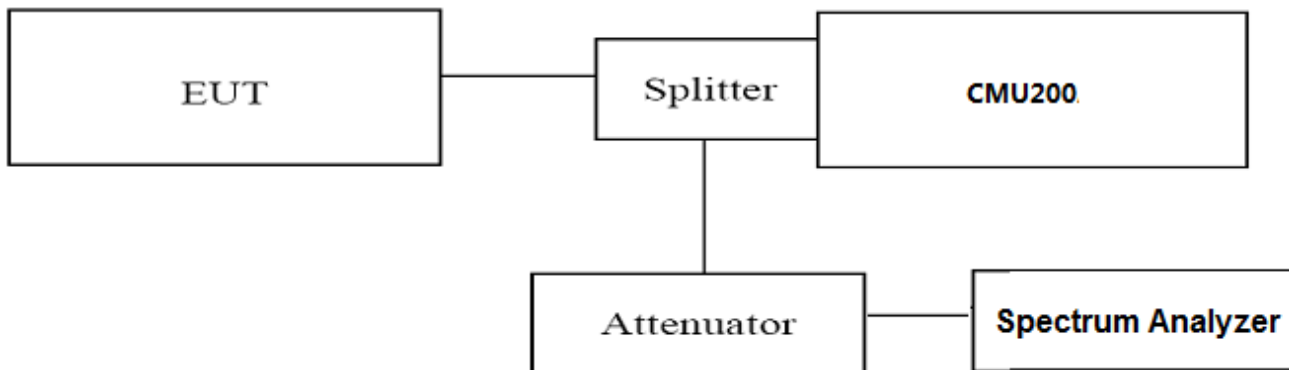 EUT
Splitter
CMU200.
Attenuator
Spectrum Analyzer